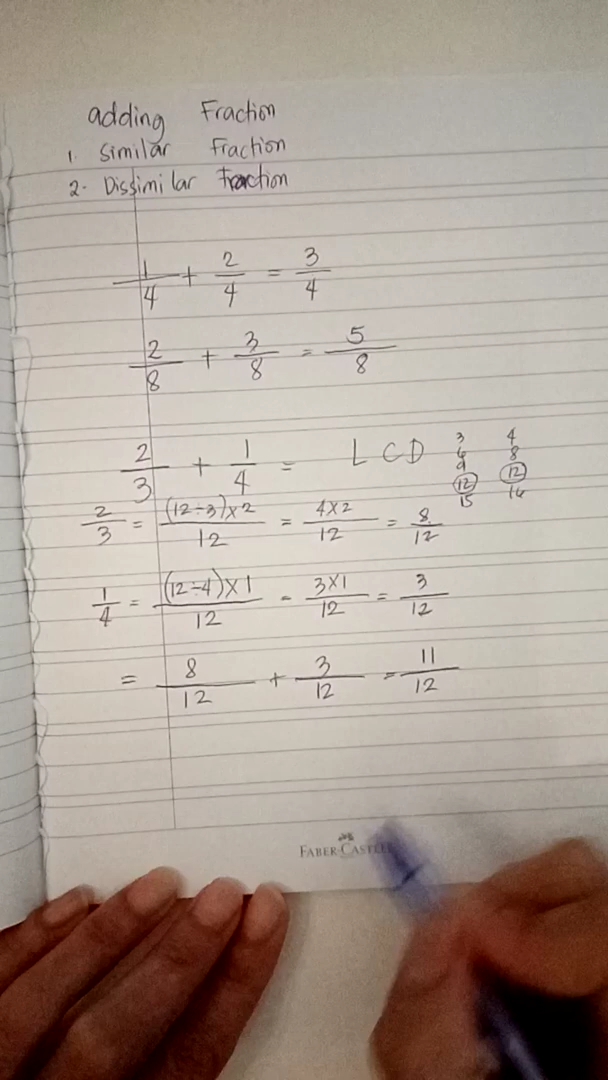 adding Fraction
1. Similar Fraction
2. Dissimilar Fraction
1/4 + 2/4 = 3/4
2/8 + 3/8 = 5/8
2/3 + 1/4 = LCD
3 4
6 8
9 (12)
(12) 16
15
2/3 = (12÷3)x2/12 = 4x2/12 = 8/12
1/4 = (12÷4)x1/12 - 3x1/12 = 3/12
= 8/12 + 3/12 = 11/12
FABER-CASTELL